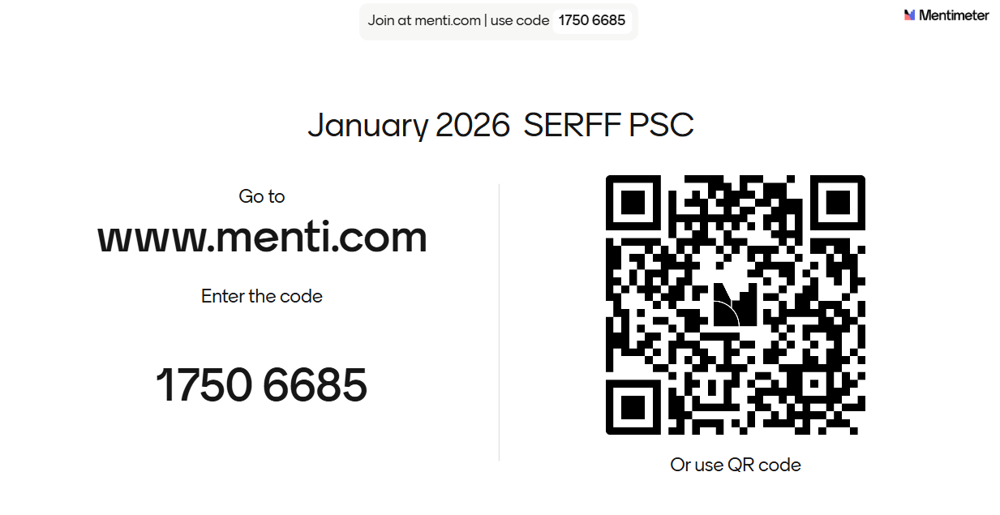 Join at menti.com | use code 1750 6685
Mentimeter
January 2026 SERFF PSC
Go to
www.menti.com
Enter the code
1750 6685
Or use QR code